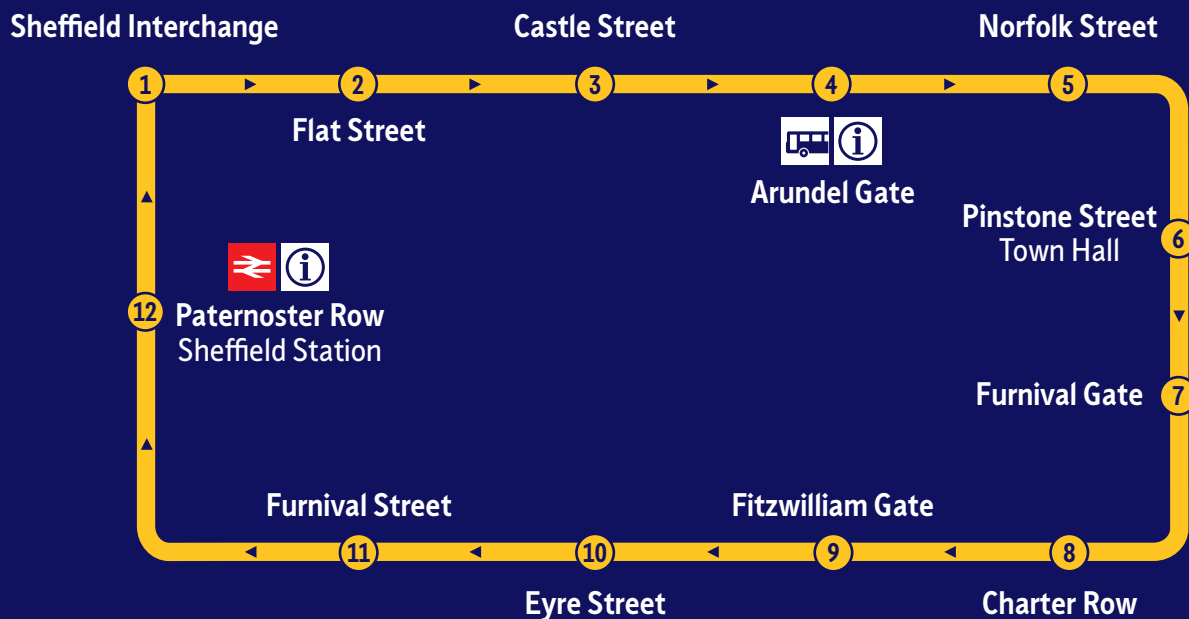 Sheffield Interchange
Castle Street
Norfolk Street
1
2
3
4
5
Flat Street
i
Arundel Gate
Pinstone Street
Town Hall
6
i
12
Paternoster Row
Sheffield Station
Furnival Gate
7
Furnival Street
Fitzwilliam Gate
11
10
9
8
Eyre Street
Charter Row